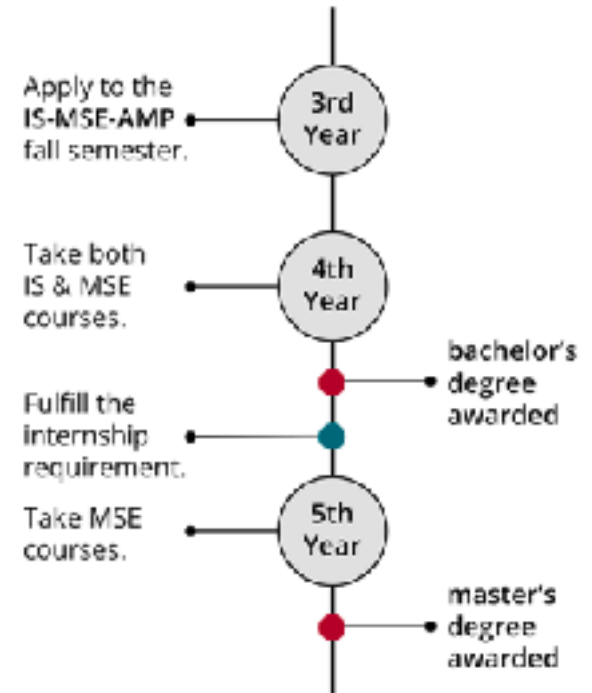 Apply to the
IS-MSE-AMP
fall semester.
3rd
Year
Take both
IS & MSE
courses.
4th
Year
bachelor's
degree
awarded
Fulfill the
internship
requirement.
Take MSE
courses.
5th
Year
master's
degree
awarded